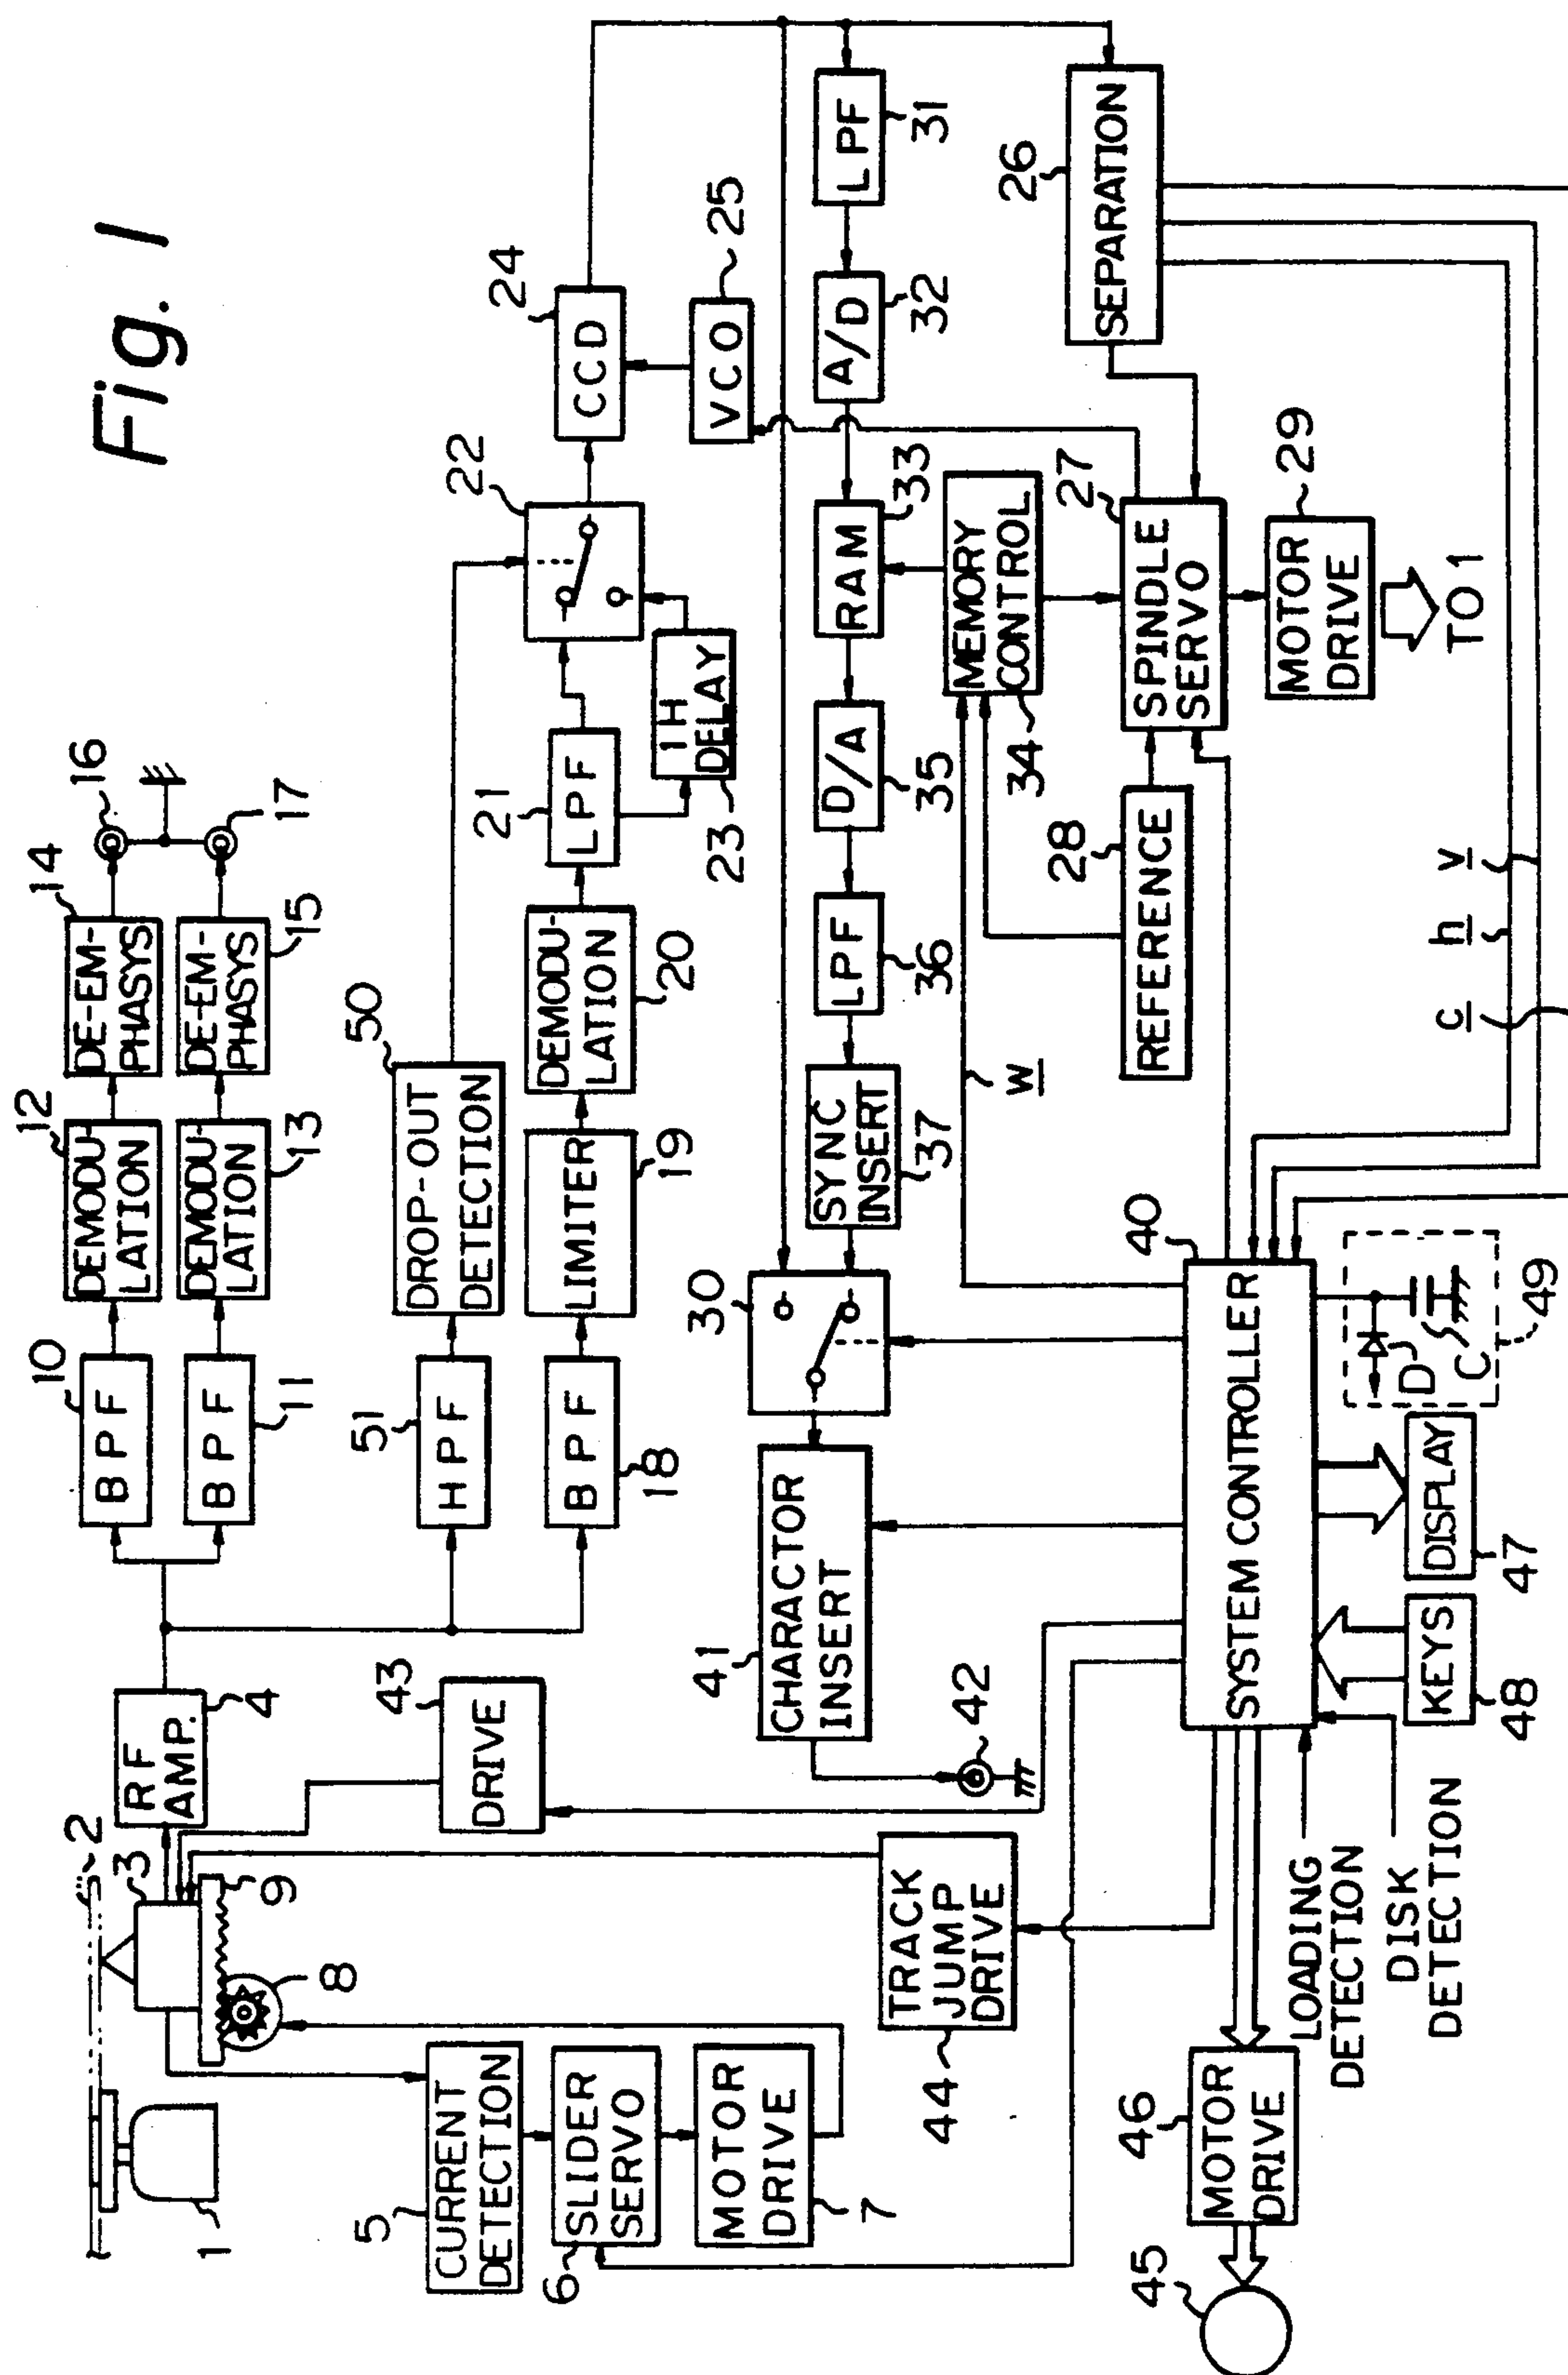 Fig. 1
2
3
1
9
8
RF
AMP.
4
BPF
10
BPF
11
DEMODU-
LATION
12
DEMODU-
LATION
13
DE-EM-
PHASYS
14
DE-EM-
PHASYS
15
16
17
HPF
51
DROP-OUT
DETECTION
50
BPF
18
LIMITER
19
DEMODU-
LATION
20
LPF
21
1H
DELAY
23
22
CCD
24
VCO
25
CURRENT
DETECTION
5
SLIDER
SERVO
6
MOTOR
DRIVE
7
DRIVE
43
TRACK
JUMP
DRIVE
44
CHARACTOR
INSERT
41
42
30
SYNC
INSERT
37
LPF
36
D/A
35
RAM
33
A/D
32
LPF
31
MEMORY
CONTROL
34
w
REFERENCE
28
SPINDLE
SERVO
27
MOTOR
DRIVE
29
TO 1
SEPARATION
26
c
h
v
SYSTEM CONTROLLER
40
D
C
49
DISPLAY
47
KEYS
48
LOADING
DETECTION
DISK
DETECTION
MOTOR
DRIVE
46
45